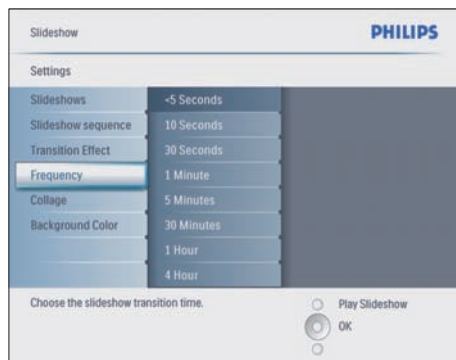 Slideshow
PHILIPS
Settings
Slideshows
Slideshow sequence
Transition Effect
Frequency
Collage
Background Color
<5 Seconds
10 Seconds
30 Seconds
1 Minute
5 Minutes
30 Minutes
1 Hour
4 Hour
Choose the slideshow transition time.
Play Slideshow
OK